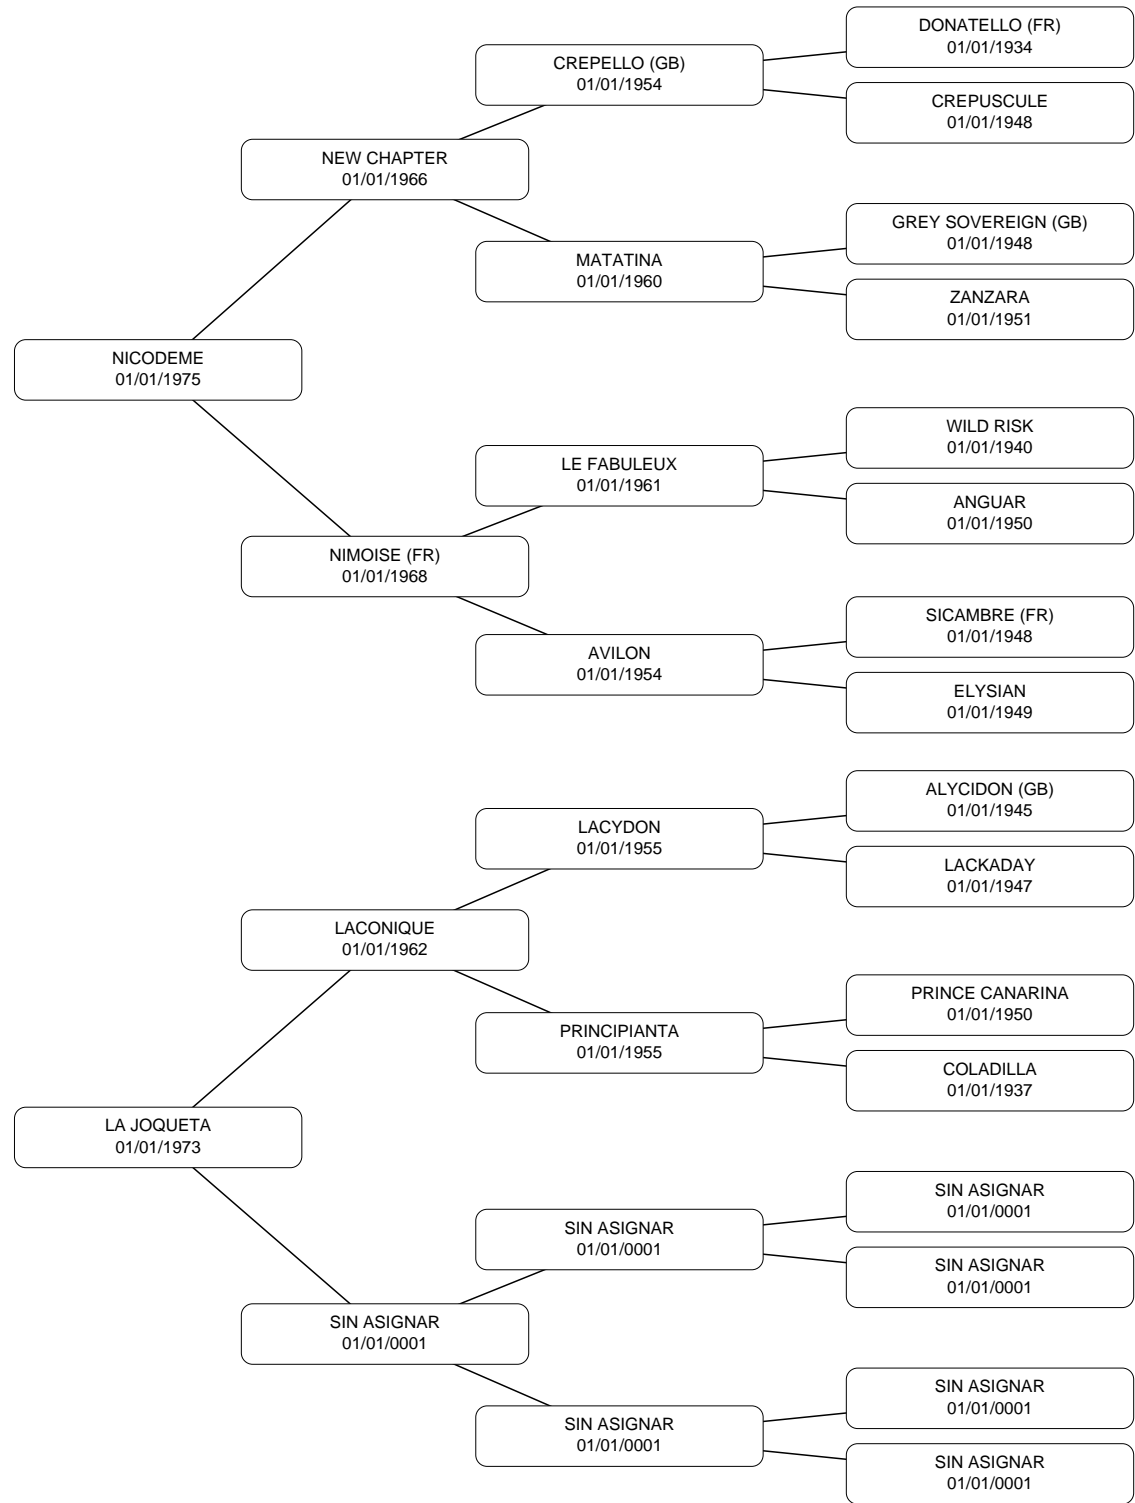 DONATELLO (FR)
01/01/1934
CREPELLO (GB)
01/01/1954
CREPUSCULE
01/01/1948
NEW CHAPTER
01/01/1966
GREY SOVEREIGN (GB)
01/01/1948
MATATINA
01/01/1960
ZANZARA
01/01/1951
NICODEME
01/01/1975
WILD RISK
01/01/1940
LE FABULEUX
01/01/1961
ANGUAR
01/01/1950
NIMOISE (FR)
01/01/1968
SICAMBRE (FR)
01/01/1948
AVILON
01/01/1954
ELYSIAN
01/01/1949
ALYCIDON (GB)
01/01/1945
LACYDON
01/01/1955
LACKADAY
01/01/1947
LACONIQUE
01/01/1962
PRINCE CANARINA
01/01/1950
PRINCIPIANTA
01/01/1955
COLADILLA
01/01/1937
LA JOQUETA
01/01/1973
SIN ASIGNAR
01/01/0001
SIN ASIGNAR
01/01/0001
SIN ASIGNAR
01/01/0001
SIN ASIGNAR
01/01/0001
SIN ASIGNAR
01/01/0001
SIN ASIGNAR
01/01/0001
SIN ASIGNAR
01/01/0001